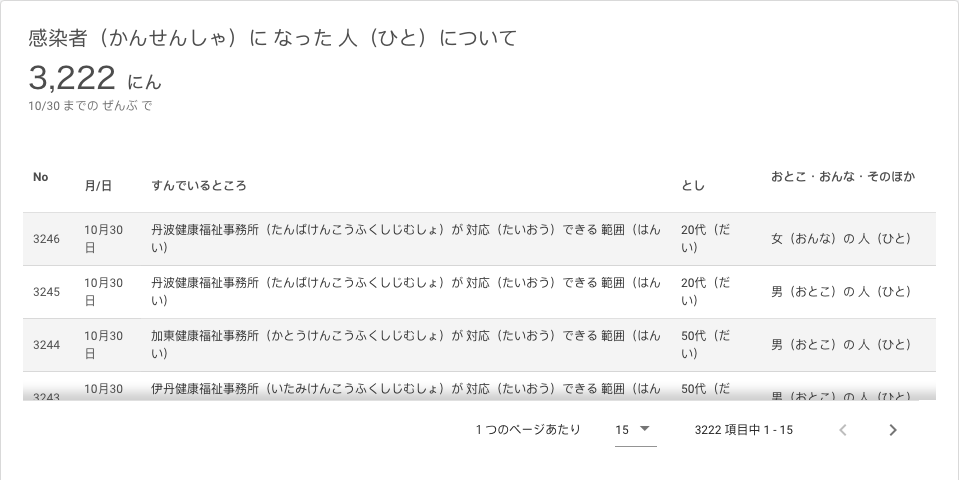 感染者（かんせんしゃ）に なった 人（ひと）について
3,222 にん
10/30 までの ぜんぶ で
No 月/日 すんでいるところ とし おとこ・おんな・そのほか
3246 10月30日 丹波健康福祉事務所（たんばけんこうふくしじむしょ）が 対応（たいおう）できる 範囲（はんい） 20代（だい） 女（おんな）の 人（ひと）
3245 10月30日 丹波健康福祉事務所（たんばけんこうふくしじむしょ）が 対応（たいおう）できる 範囲（はんい） 20代（だい） 男（おとこ）の 人（ひと）
3244 10月30日 加東健康福祉事務所（かとうけんこうふくしじむしょ）が 対応（たいおう）できる 範囲（はんい） 50代（だい） 男（おとこ）の 人（ひと）
3243 10月30 伊丹健康福祉事務所（いたみけんこうふくしじむしょ）が 対応（たいおう）できる 範囲（はん 50代（だ 男（おとこ）の 人（ひと）
1 つのページあたり 15 3222 項目中 1 - 15